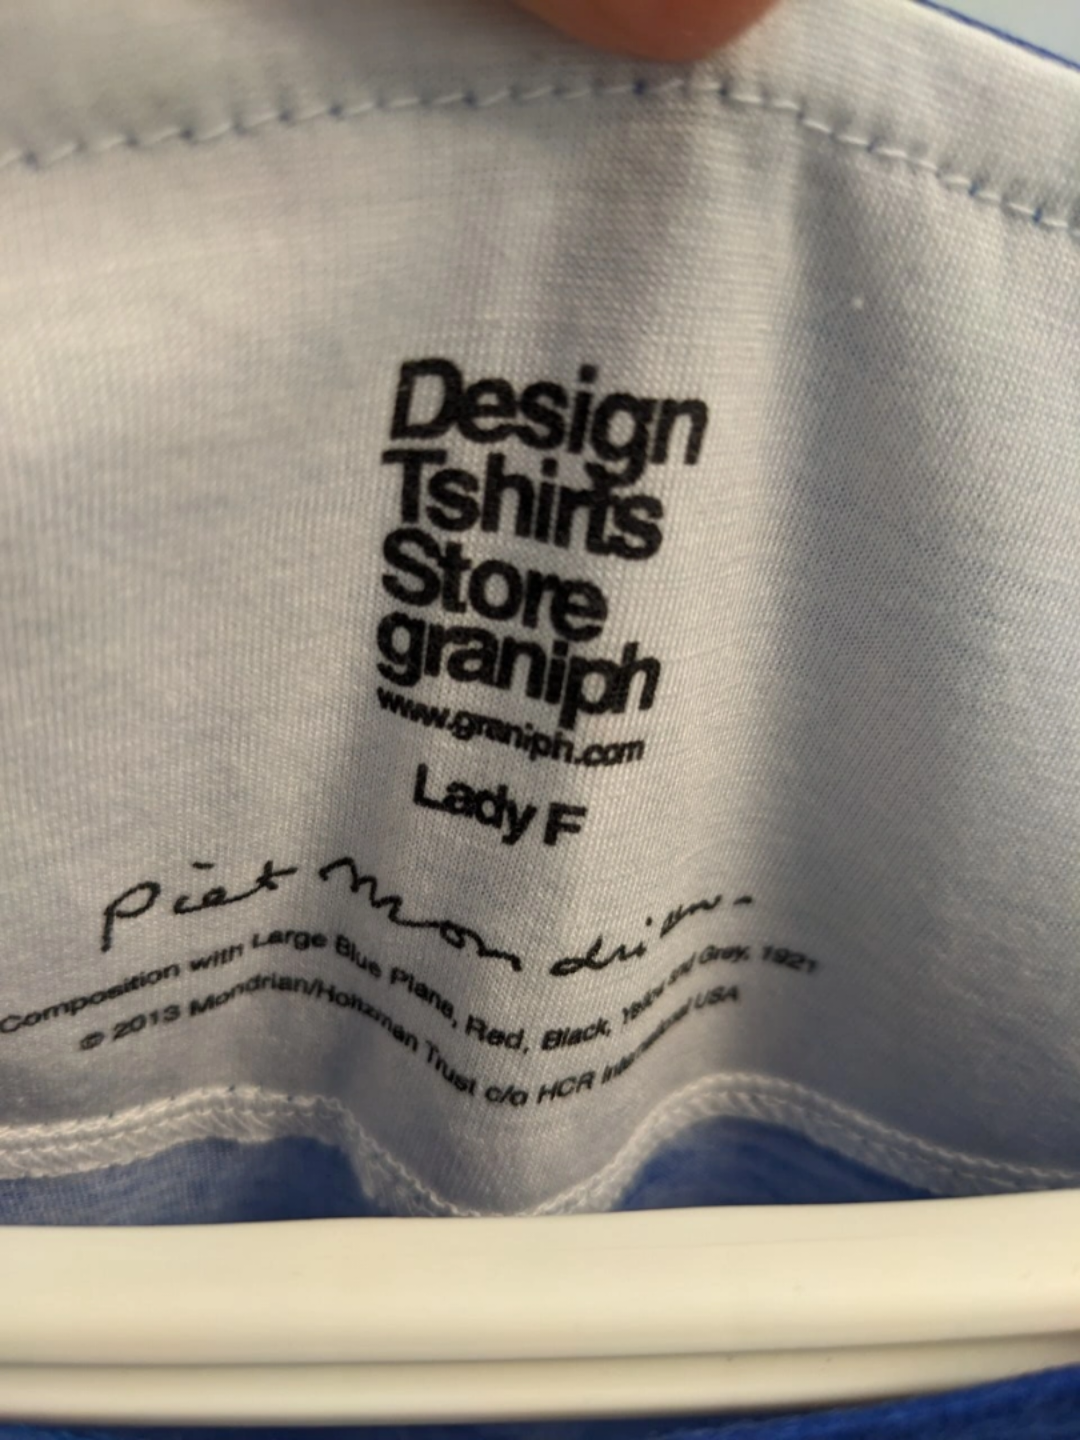 Design
Tshirts
Store
graniph
www.graniph.com
Lady F
Piet Mondrian.
Composition with Large Blue Plane, Red, Black, Yellow and Gray, 1921
© 2013 Mondrian/Holtzman Trust c/o HCR International USA